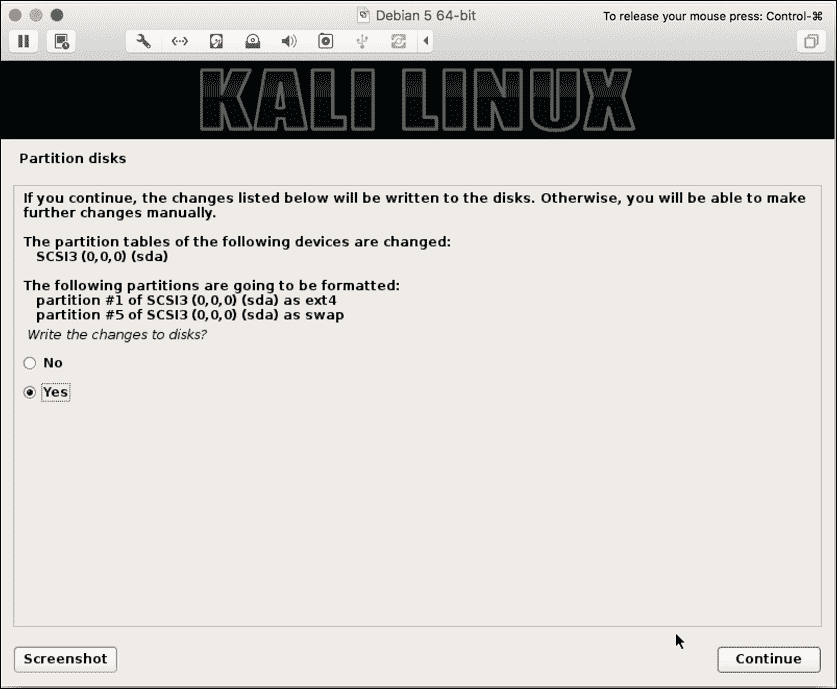 Debian 5 64-bit
To release your mouse press: Control-⌘
KALI LINUX
Partition disks
If you continue, the changes listed below will be written to the disks. Otherwise, you will be able to make
further changes manually.
The partition tables of the following devices are changed:
SCSI3 (0,0,0) (sda)
The following partitions are going to be formatted:
partition #1 of SCSI3 (0,0,0) (sda) as ext4
partition #5 of SCSI3 (0,0,0) (sda) as swap
Write the changes to disks?
No
Yes
Screenshot
Continue